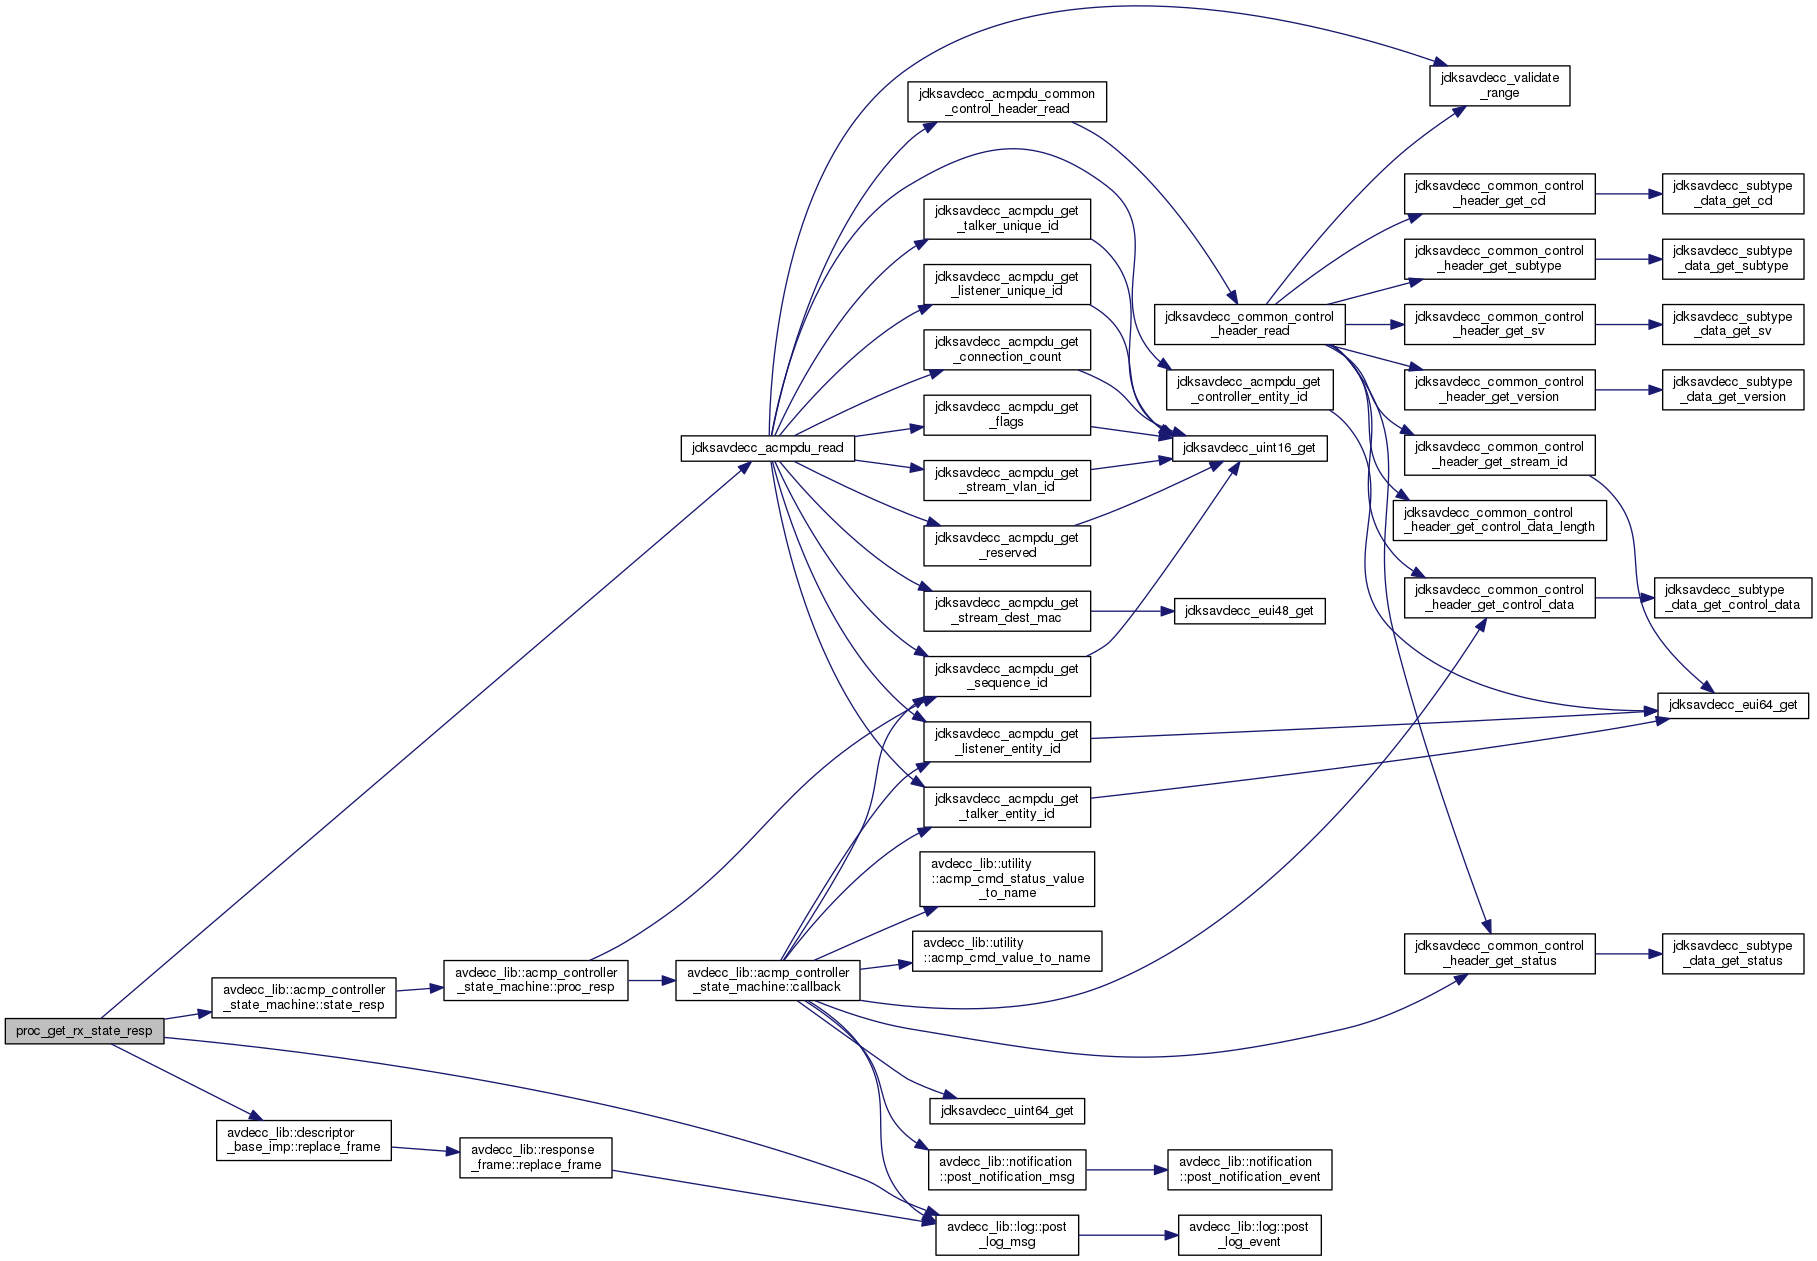 proc_get_rx_state_resp
avdecc_lib::acmp_controller
_state_machine::state_resp
avdecc_lib::descriptor
_base_imp::replace_frame
avdecc_lib::acmp_controller
_state_machine::proc_resp
avdecc_lib::response
_frame::replace_frame
jdksavdecc_acmpdu_read
avdecc_lib::acmp_controller
_state_machine::callback
jdksavdecc_acmpdu_common
_control_header_read
jdksavdecc_acmpdu_get
_talker_unique_id
jdksavdecc_acmpdu_get
_listener_unique_id
jdksavdecc_acmpdu_get
_connection_count
jdksavdecc_acmpdu_get
_flags
jdksavdecc_acmpdu_get
_stream_vlan_id
jdksavdecc_acmpdu_get
_reserved
jdksavdecc_acmpdu_get
_stream_dest_mac
jdksavdecc_acmpdu_get
_sequence_id
jdksavdecc_acmpdu_get
_listener_entity_id
jdksavdecc_acmpdu_get
_talker_entity_id
avdecc_lib::utility
::acmp_cmd_status_value
_to_name
avdecc_lib::utility
::acmp_cmd_value_to_name
jdksavdecc_uint64_get
avdecc_lib::notification
::post_notification_msg
avdecc_lib::log::post
_log_msg
jdksavdecc_common_control
_header_read
jdksavdecc_acmpdu_get
_controller_entity_id
jdksavdecc_uint16_get
jdksavdecc_eui48_get
avdecc_lib::notification
::post_notification_event
avdecc_lib::log::post
_log_event
jdksavdecc_validate
_range
jdksavdecc_common_control
_header_get_cd
jdksavdecc_common_control
_header_get_subtype
jdksavdecc_common_control
_header_get_sv
jdksavdecc_common_control
_header_get_version
jdksavdecc_common_control
_header_get_stream_id
jdksavdecc_common_control
_header_get_control_data_length
jdksavdecc_common_control
_header_get_control_data
jdksavdecc_common_control
_header_get_status
jdksavdecc_subtype
_data_get_cd
jdksavdecc_subtype
_data_get_subtype
jdksavdecc_subtype
_data_get_sv
jdksavdecc_subtype
_data_get_version
jdksavdecc_subtype
_data_get_control_data
jdksavdecc_eui64_get
jdksavdecc_subtype
_data_get_status